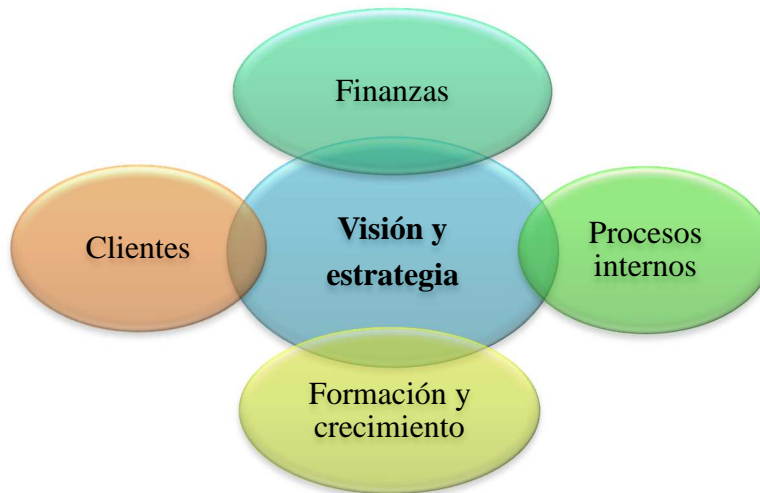 Finanzas
Clientes
Visión y
estrategia
Procesos
internos
Formación y
crecimiento